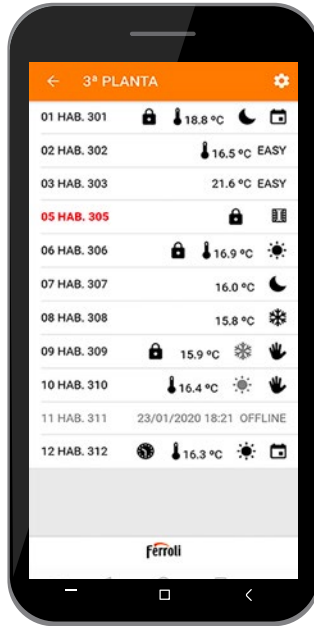 3ª PLANTA
01 HAB. 301 18.8 ºC
02 HAB. 302 16.5 ºC EASY
03 HAB. 303 21.6 ºC EASY
05 HAB. 305
06 HAB. 306 16.9 ºC
07 HAB. 307 16.0 ºC
08 HAB. 308 15.8 ºC
09 HAB. 309 15.9 ºC
10 HAB. 310 16.4 ºC
11 HAB. 311 23/01/2020 18:21 OFFLINE
12 HAB. 312 16.3 ºC
Ferroli